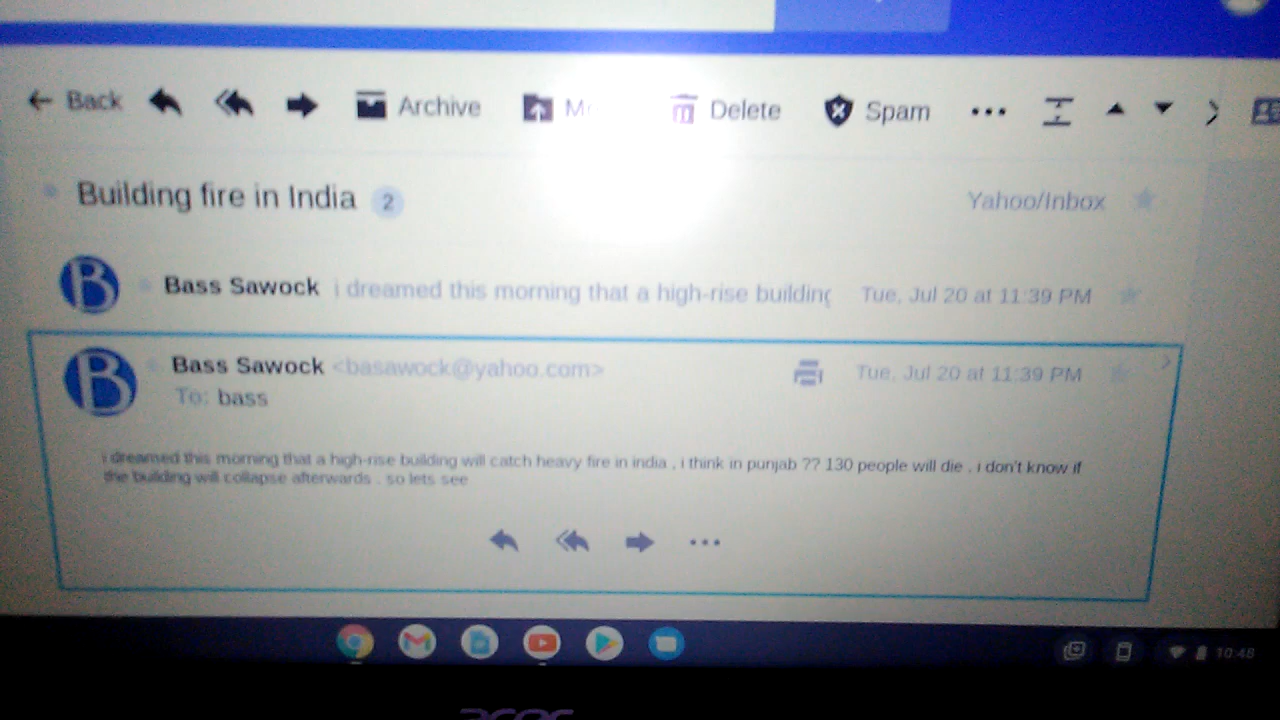 Back Archive Delete Spam
Building fire in India 2 Yahoo/Inbox
B Bass Sawock i dreamed this morning that a high-rise building Tue, Jul 20 at 11:39 PM
B Bass Sawock <basawock@yahoo.com> Tue, Jul 20 at 11:39 PM
To: bass
i dreamed this morning that a high-rise building will catch heavy fire in india , i think in punjab ?? 130 people will die . i don't know if
the building will collapse afterwards . so lets see
10:48
acer